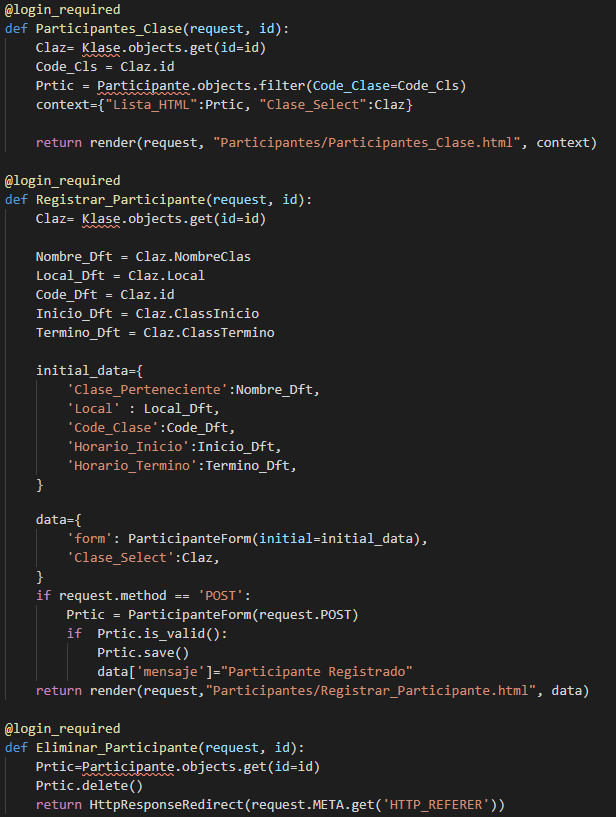 @login_required
def Participantes_Clase(request, id):
    Claz= Klase.objects.get(id=id)
    Code_Cls = Claz.id
    Prtic = Participante.objects.filter(Code_Clase=Code_Cls)
    context={"Lista_HTML":Prtic, "Clase_Select":Claz}

    return render(request, "Participantes/Participantes_Clase.html", context)

@login_required
def Registrar_Participante(request, id):
    Claz= Klase.objects.get(id=id)

    Nombre_Dft = Claz.NombreClas
    Local_Dft = Claz.Local
    Code_Dft = Claz.id
    Inicio_Dft = Claz.ClassInicio
    Termino_Dft = Claz.ClassTermino

    initial_data={
        'Clase_Perteneciente':Nombre_Dft,
        'Local' : Local_Dft,
        'Code_Clase':Code_Dft,
        'Horario_Inicio':Inicio_Dft,
        'Horario_Termino':Termino_Dft,
    }

    data={
        'form': ParticipanteForm(initial=initial_data),
        'Clase_Select':Claz,
    }
    if request.method == 'POST':
        Prtic = ParticipanteForm(request.POST)
        if  Prtic.is_valid():
            Prtic.save()
            data['mensaje']="Participante Registrado"
    return render(request,"Participantes/Registrar_Participante.html", data)

@login_required
def Eliminar_Participante(request, id):
    Prtic=Participante.objects.get(id=id)
    Prtic.delete()
    return HttpResponseRedirect(request.META.get('HTTP_REFERER'))